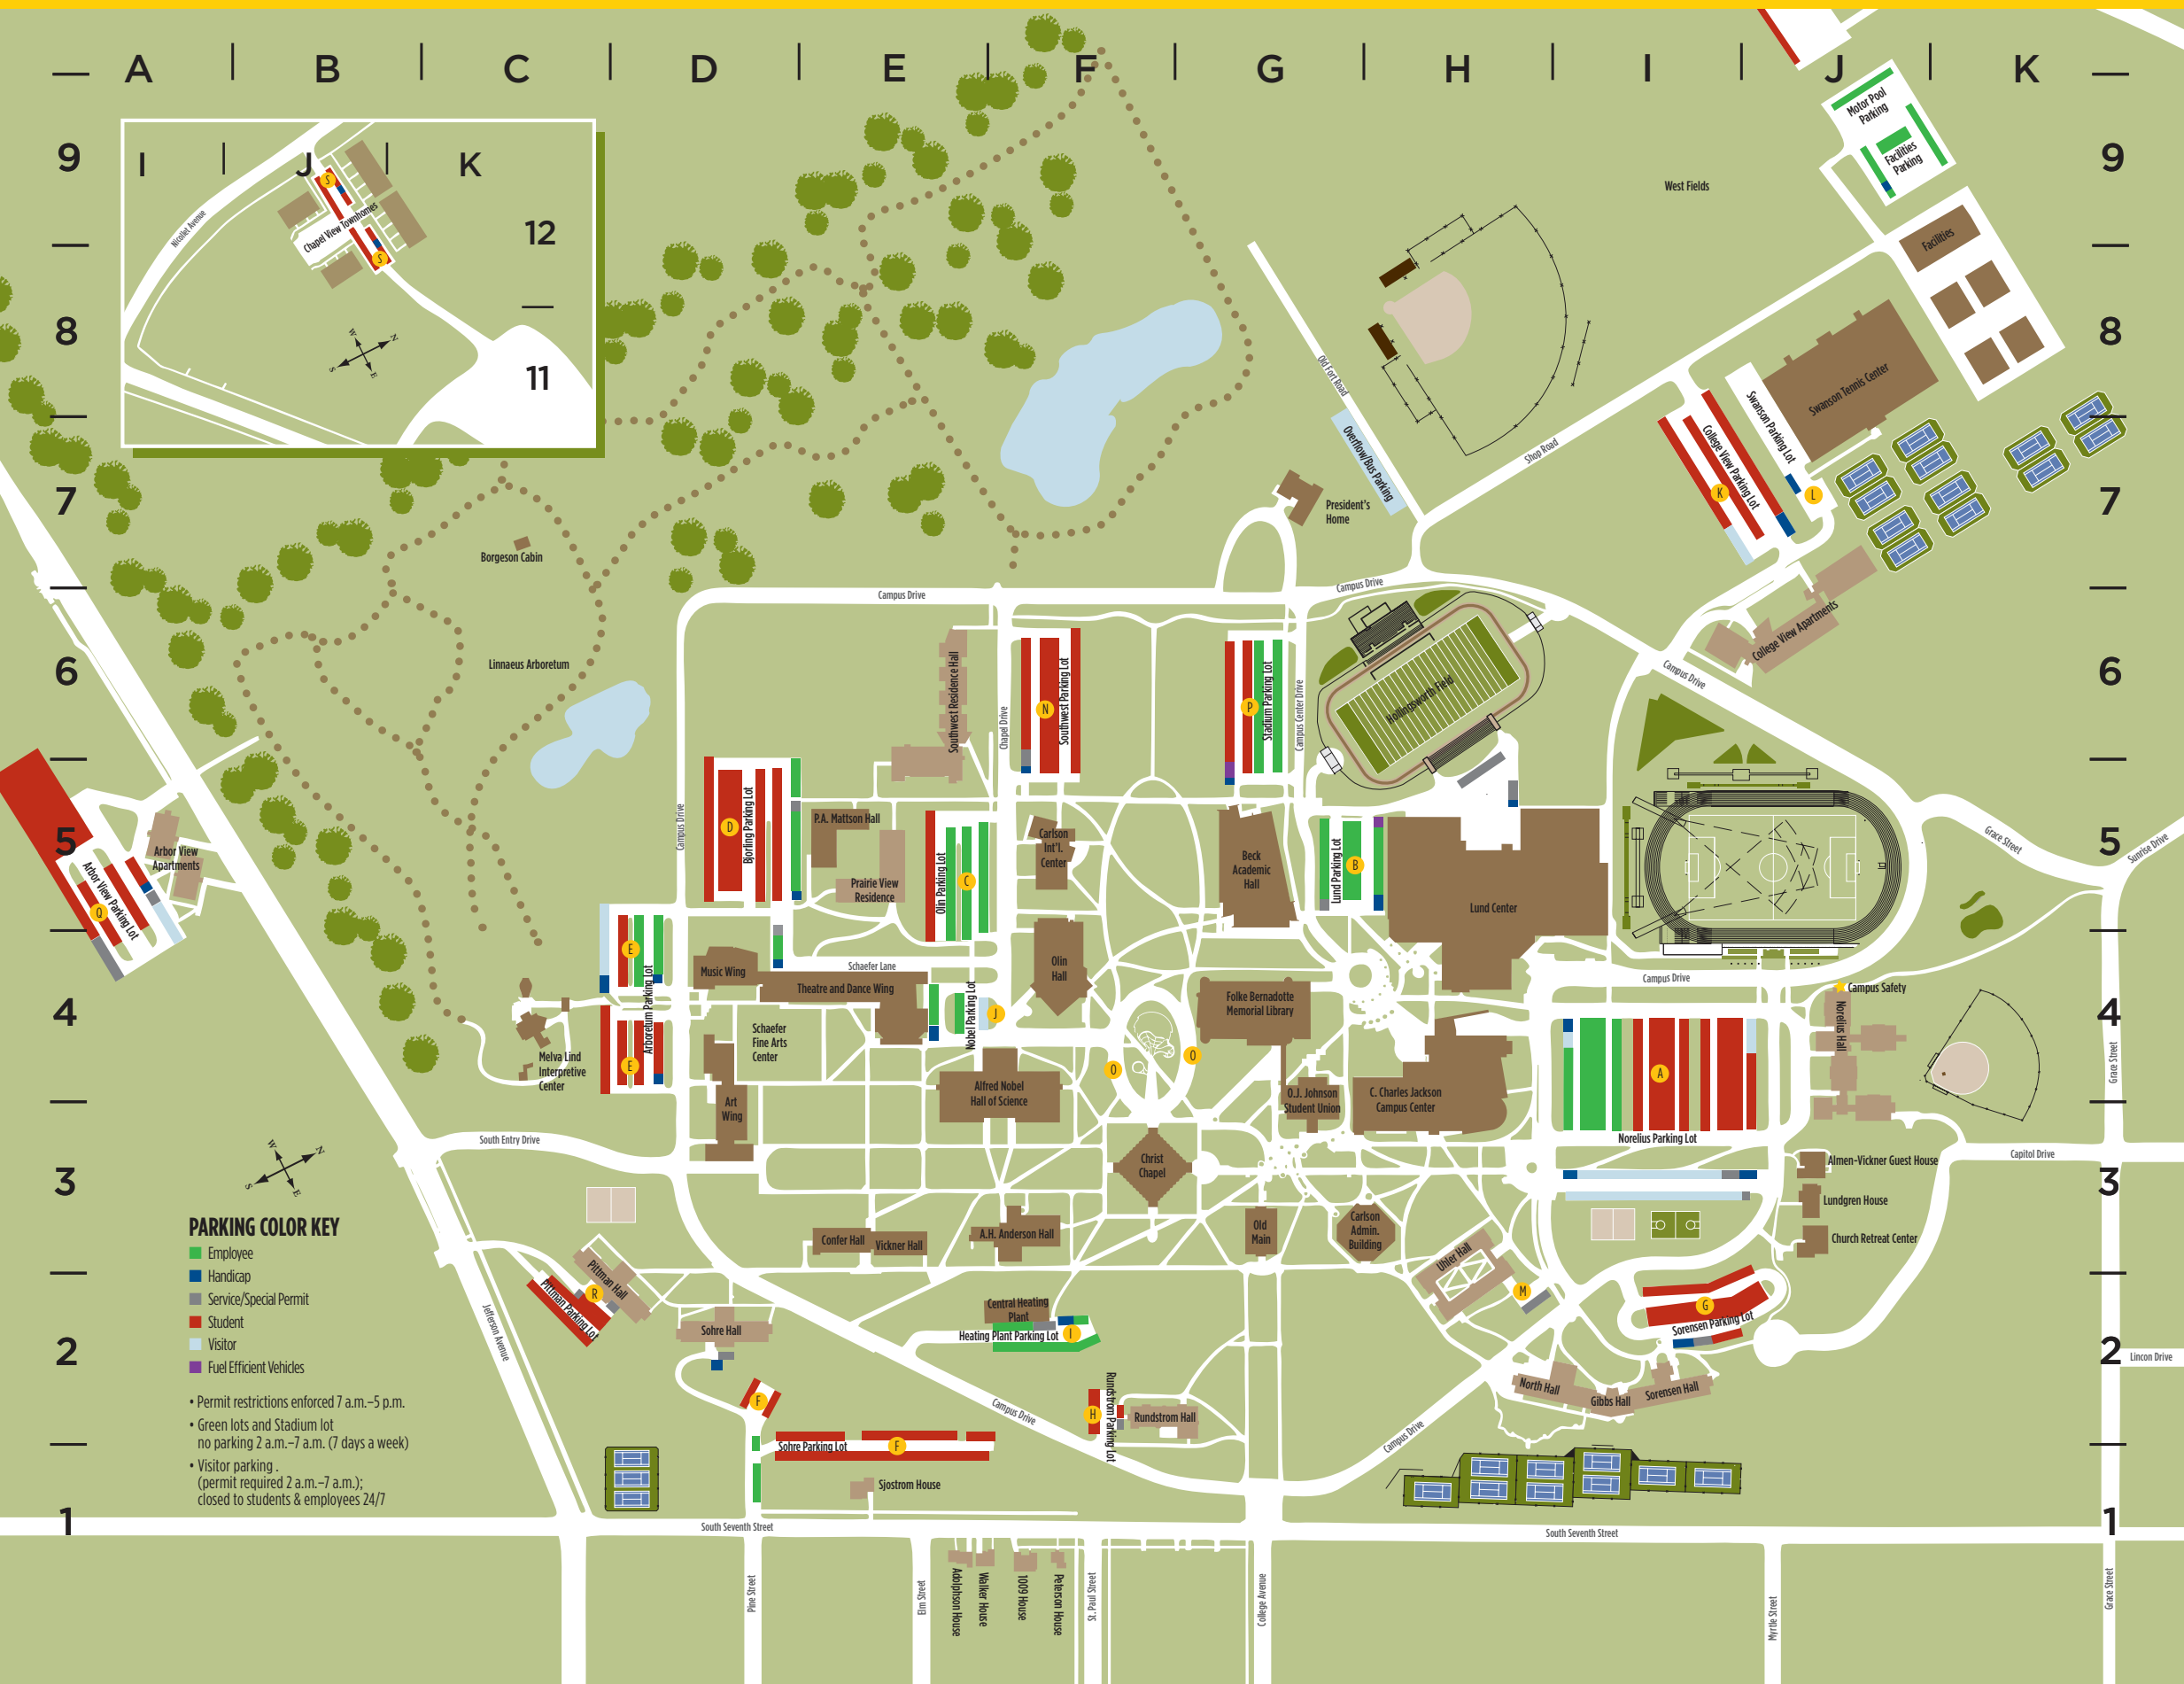 A B C D E F G H I J K
9
8
7
6
5
4
3
2
1
9
8
7
6
5
4
3
2
1
I J K
12
11
Nicollet Avenue
S
Chapel View Townhomes
S
W N
S E
Motor Pool
Parking
Facilities
Parking
West Fields
Facilities
Old Fort Road
Overflow/Bus Parking
Shop Road
Swanson Tennis Center
Swanson Parking Lot
L
College View Parking Lot
K
President's
Home
Borgeson Cabin
Campus Drive
Campus Drive
College View Apartments
Campus Drive
Linnaeus Arboretum
Southwest Residence Hall
Chapel Drive
N
Southwest Parking Lot
P
Stadium Parking Lot
Campus Center Drive
Hollingsworth Field
Campus Drive
D
Bjorling Parking Lot
P.A. Mattson Hall
Prairie View
Residence
Olin Parking Lot
C
Carlson
Int'l.
Center
Beck
Academic
Hall
Lund Parking Lot
B
Lund Center
Grace Street
Sunrise Drive
Arbor View
Apartments
Arbor View Parking Lot
Q
E
Arboretum Parking Lot
E
Music Wing
Schaefer Lane
Theatre and Dance Wing
Schaefer
Fine Arts
Center
Art
Wing
Nobel Parking Lot
J
Olin
Hall
O
O
Folke Bernadotte
Memorial Library
Campus Drive
Campus Safety
Norelius Hall
Melva Lind
Interpretive
Center
Alfred Nobel
Hall of Science
O.J. Johnson
Student Union
C. Charles Jackson
Campus Center
A
Norelius Parking Lot
Grace Street
South Entry Drive
Christ
Chapel
Capitol Drive
Almen-Vickner Guest House
Lundgren House
Church Retreat Center
W N
S E
Confer Hall
Vickner Hall
A.H. Anderson Hall
Old
Main
Carlson
Admin.
Building
Uhler Hall
M
G
Sorensen Parking Lot
Pittman Hall
R
Pittman Parking Lot
Jefferson Avenue
Sohre Hall
Central Heating
Plant
Heating Plant Parking Lot
I
Lincon Drive
North Hall
Gibbs Hall
Sorensen Hall
F
Campus Drive
H
Rundstrom Parking Lot
Rundstrom Hall
Campus Drive
Sohre Parking Lot
F
Sjostrom House
South Seventh Street
South Seventh Street
Pine Street
Elm Street
Adolphson House
Walker House
1009 House
Peterson House
St. Paul Street
College Avenue
Myrtle Street
Grace Street
PARKING COLOR KEY
Employee
Handicap
Service/Special Permit
Student
Visitor
Fuel Efficient Vehicles
• Permit restrictions enforced 7 a.m.–5 p.m.
• Green lots and Stadium lot
no parking 2 a.m.–7 a.m. (7 days a week)
• Visitor parking .
(permit required 2 a.m.–7 a.m.);
closed to students & employees 24/7